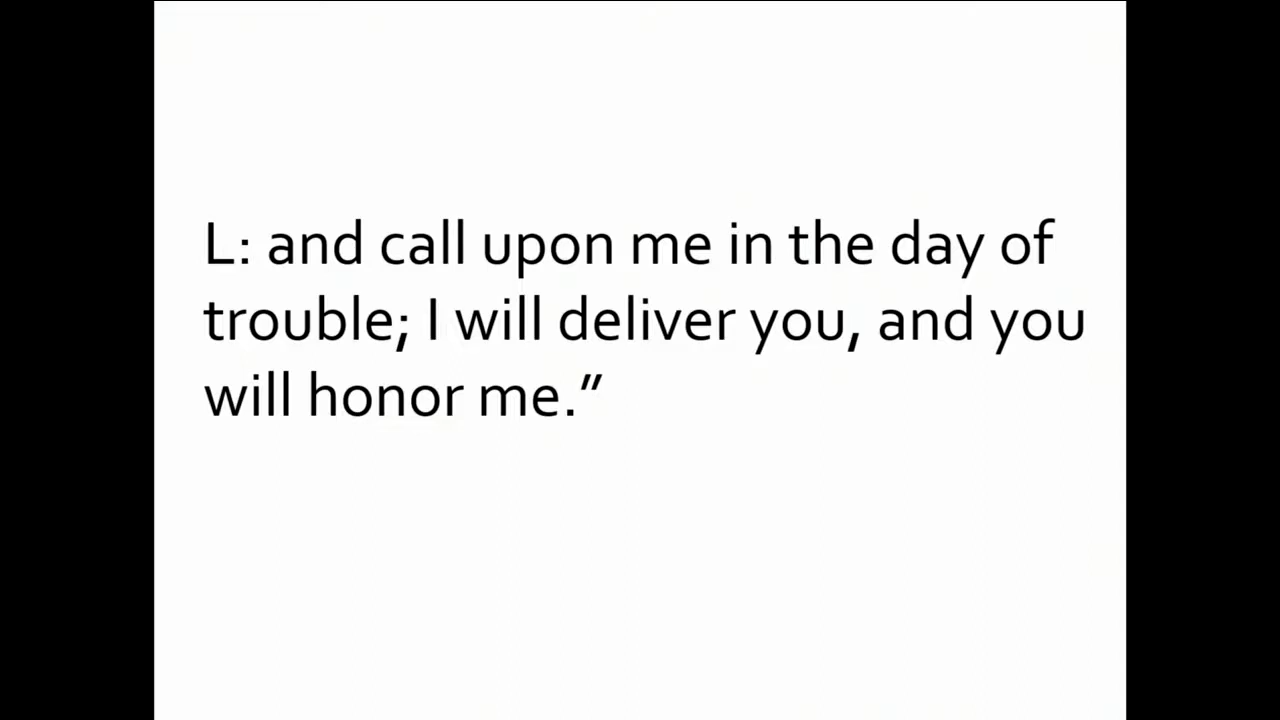 L: and call upon me in the day of
trouble; I will deliver you, and you
will honor me.”